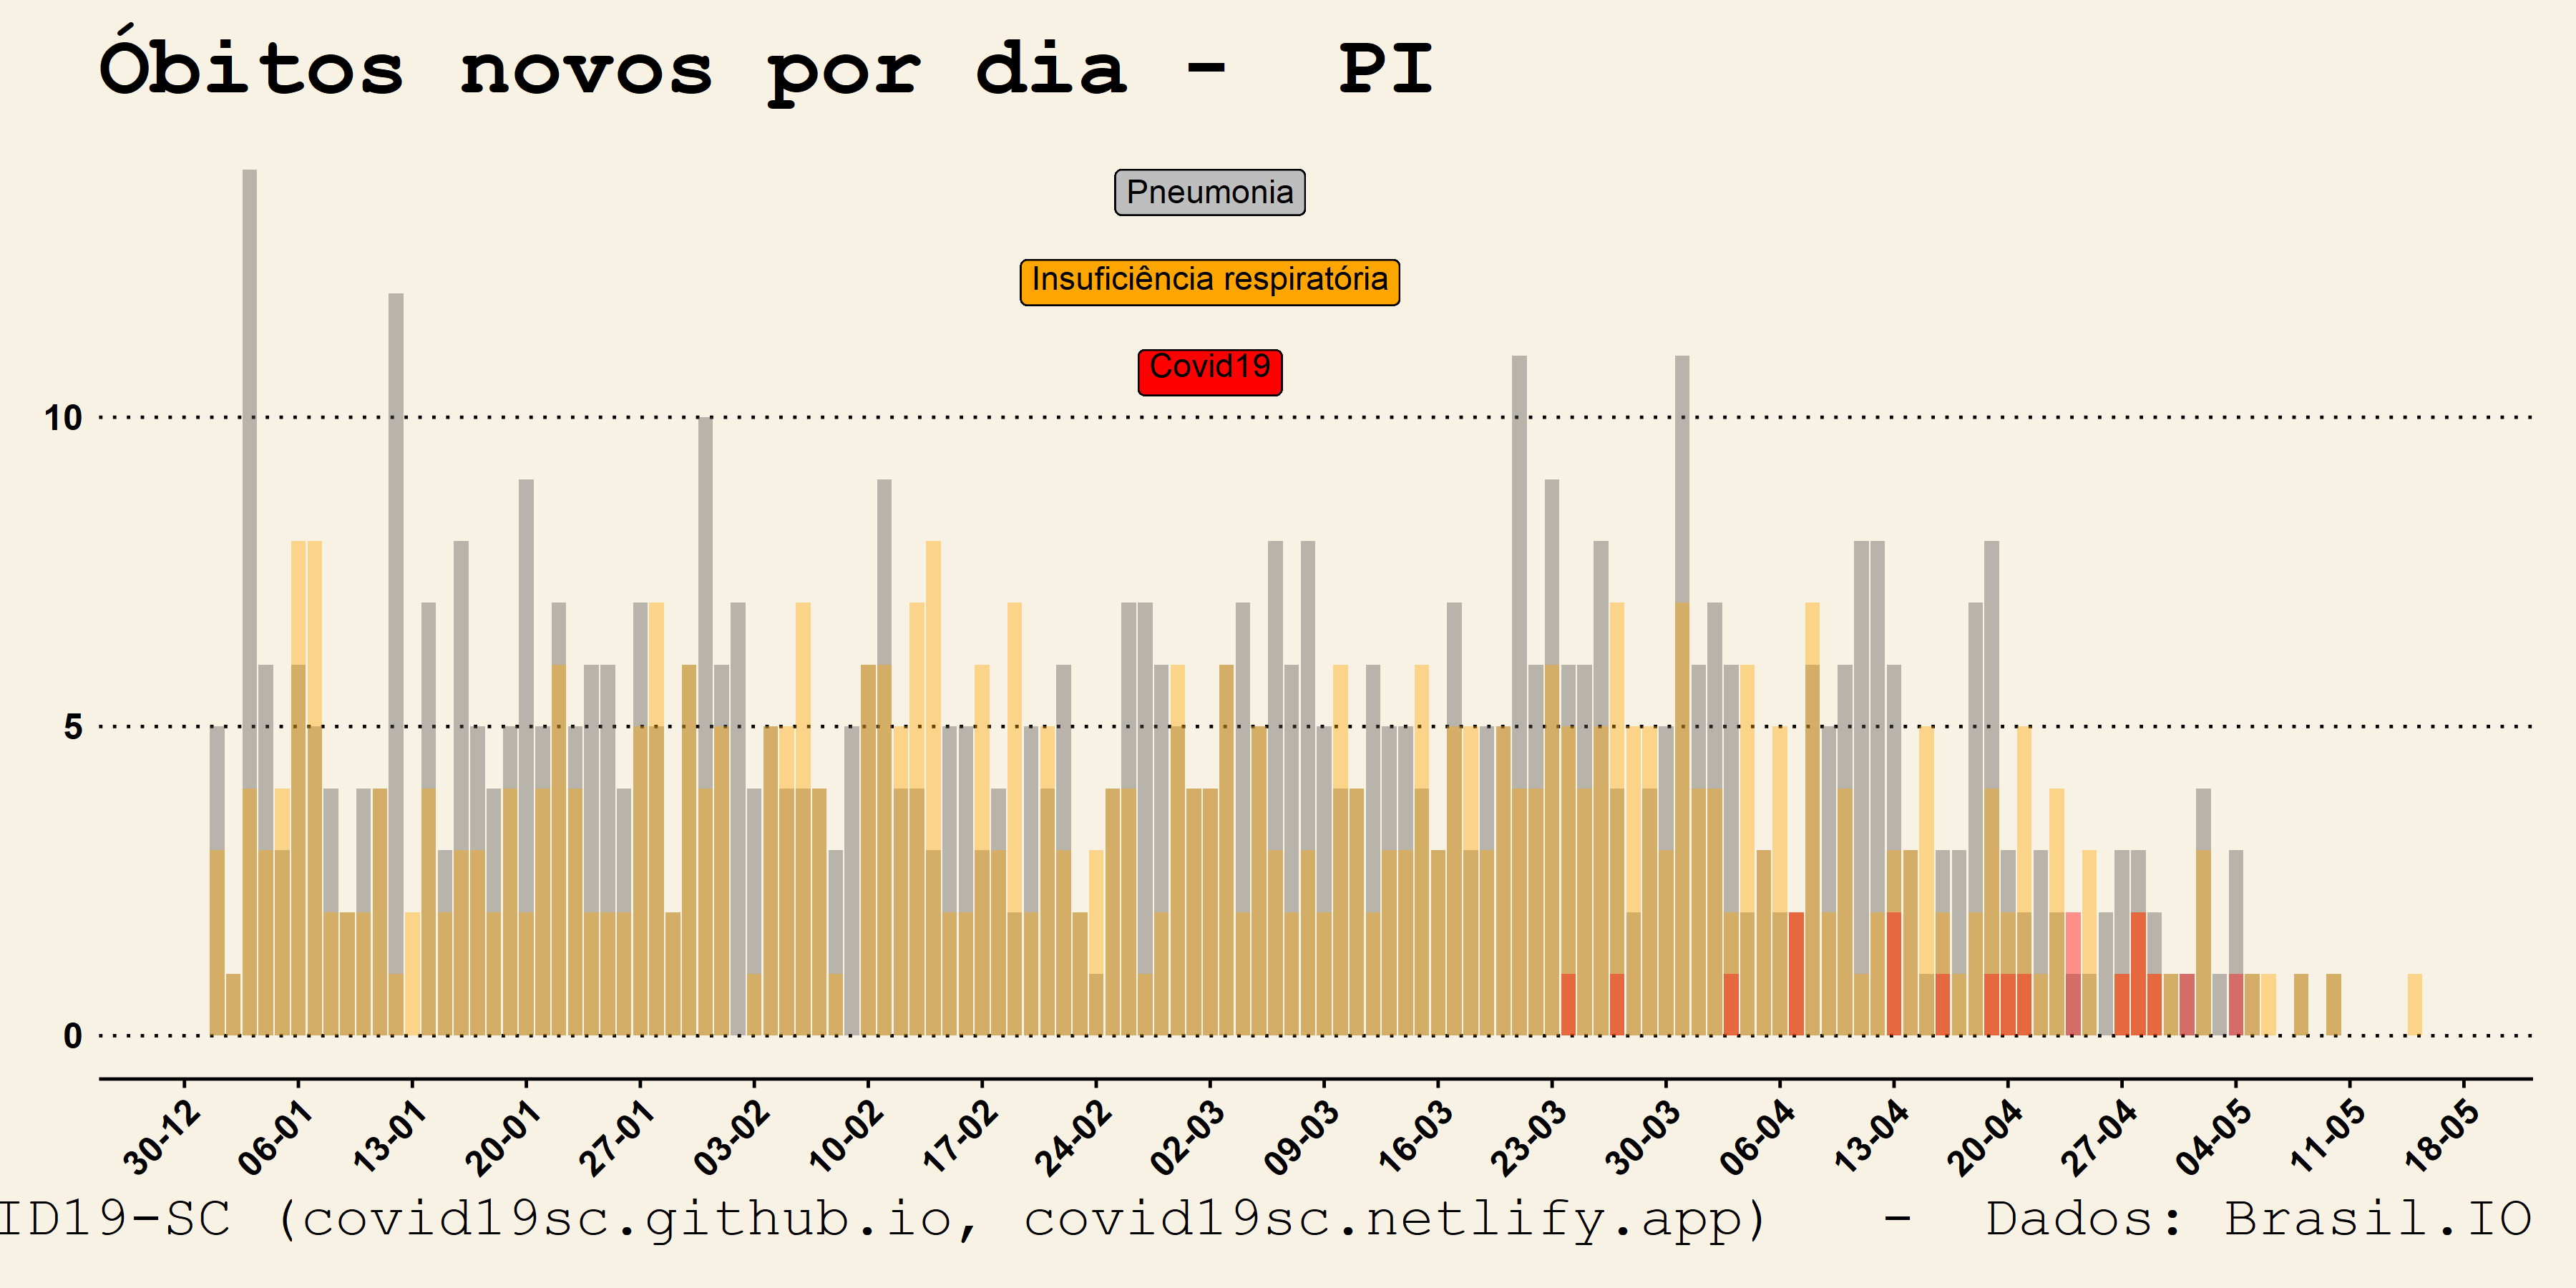 Óbitos novos por dia -  PI
Pneumonia
Insuficiência respiratória
Covid19
10
5
0
30-12 06-01 13-01 20-01 27-01 03-02 10-02 17-02 24-02 02-03 09-03 16-03 23-03 30-03 06-04 13-04 20-04 27-04 04-05 11-05 18-05
ID19-SC (covid19sc.github.io, covid19sc.netlify.app)  -  Dados: Brasil.IO